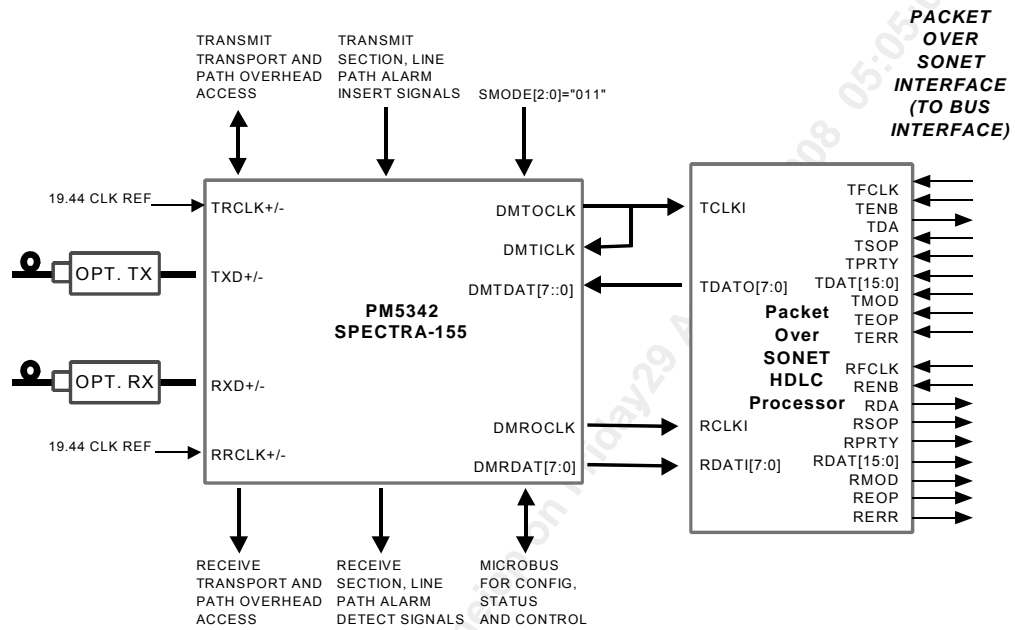 PACKET
OVER
SONET
INTERFACE
(TO BUS
INTERFACE)
TRANSMIT
TRANSPORT AND
PATH OVERHEAD
ACCESS
TRANSMIT
SECTION, LINE
PATH ALARM
INSERT SIGNALS
SMODE[2:0]="011"
19.44 CLK REF
TRCLK+/-
OPT. TX
TXD+/-
OPT. RX
RXD+/-
19.44 CLK REF
RRCLK+/-
PM5342
SPECTRA-155
DMTOCLK
DMTICLK
DMTDAT[7::0]
DMROCLK
DMRDAT[7:0]
TCLKI
TDATO[7:0]
Packet
Over
SONET
HDLC
Processor
RCLKI
RDATI[7:0]
TFCLK
TENB
TDA
TSOP
TPRTY
TDAT[15:0]
TMOD
TEOP
TERR
RFCLK
RENB
RDA
RSOP
RPRTY
RDAT[15:0]
RMOD
REOP
RERR
RECEIVE
TRANSPORT AND
PATH OVERHEAD
ACCESS
RECEIVE
SECTION, LINE
PATH ALARM
DETECT SIGNALS
MICROBUS
FOR CONFIG,
STATUS
AND CONTROL
on Friday29 A
008 05:05: